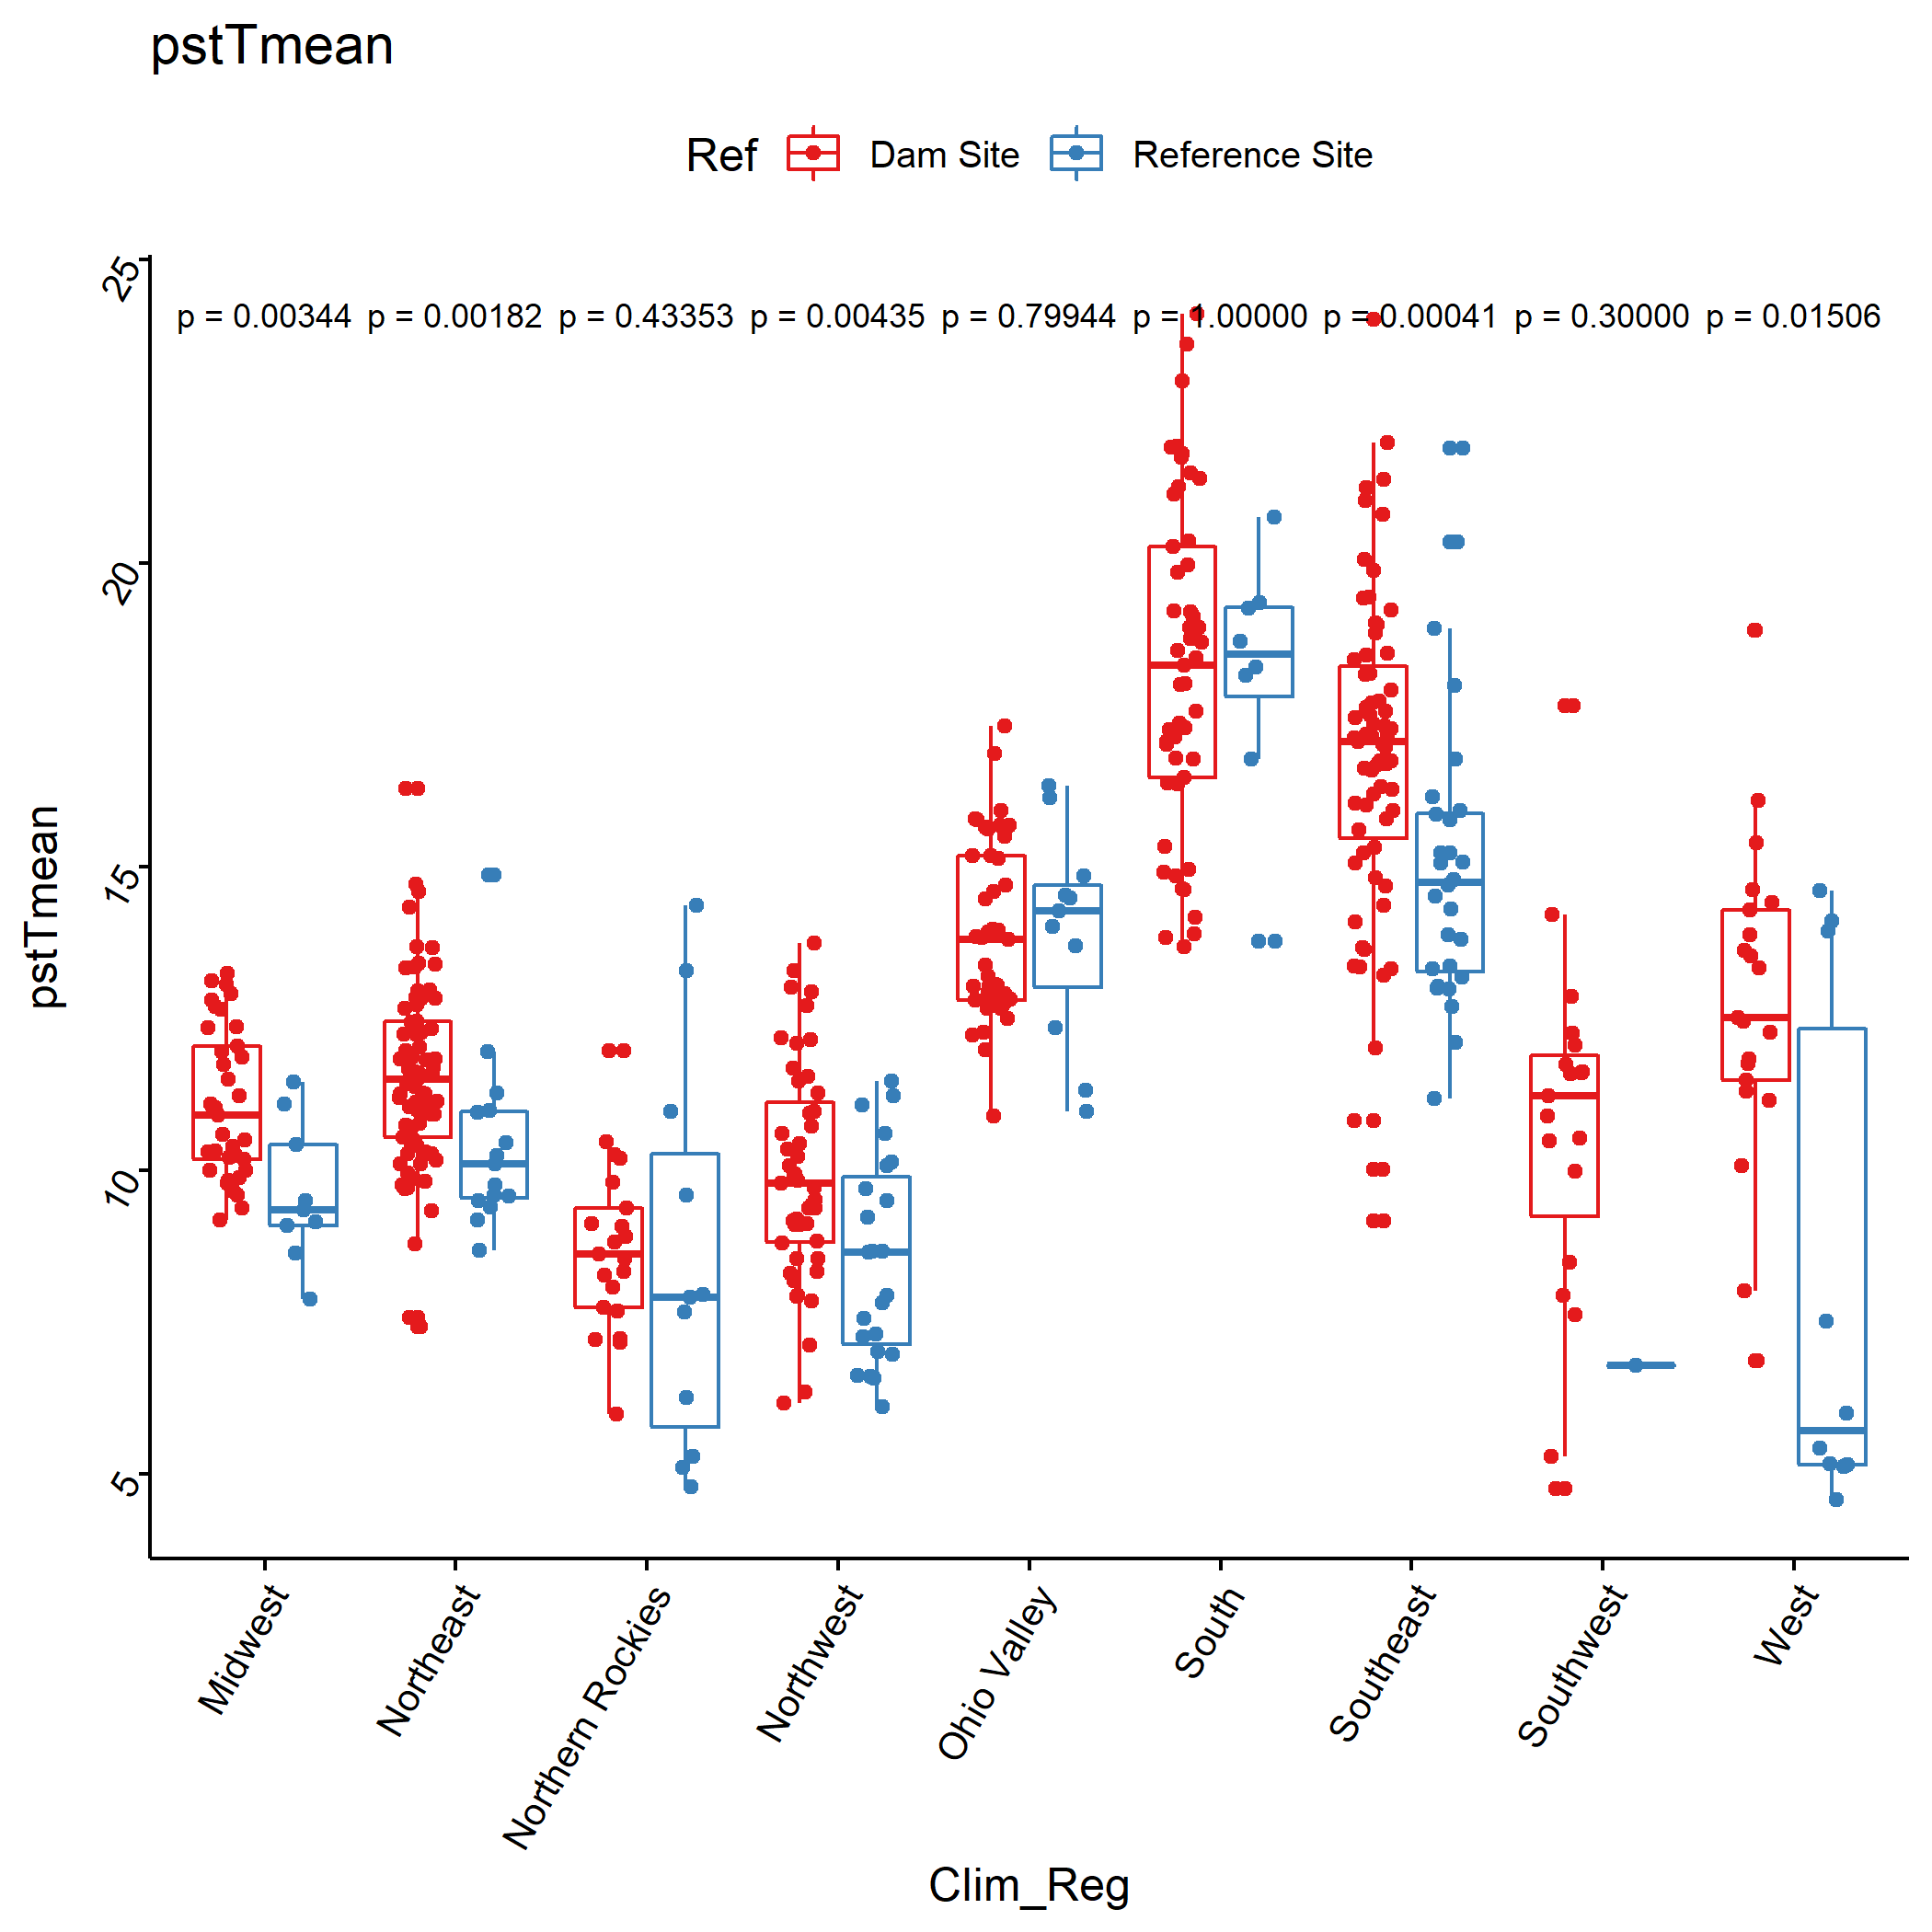 pstTmean
Ref Dam Site Reference Site
p = 0.00344 p = 0.00182 p = 0.43353 p = 0.00435 p = 0.79944 p = 1.00000 p = 0.00041 p = 0.30000 p = 0.01506
25
20
15
10
5
pstTmean
Midwest Northeast Northern Rockies Northwest Ohio Valley South Southeast Southwest West
Clim_Reg